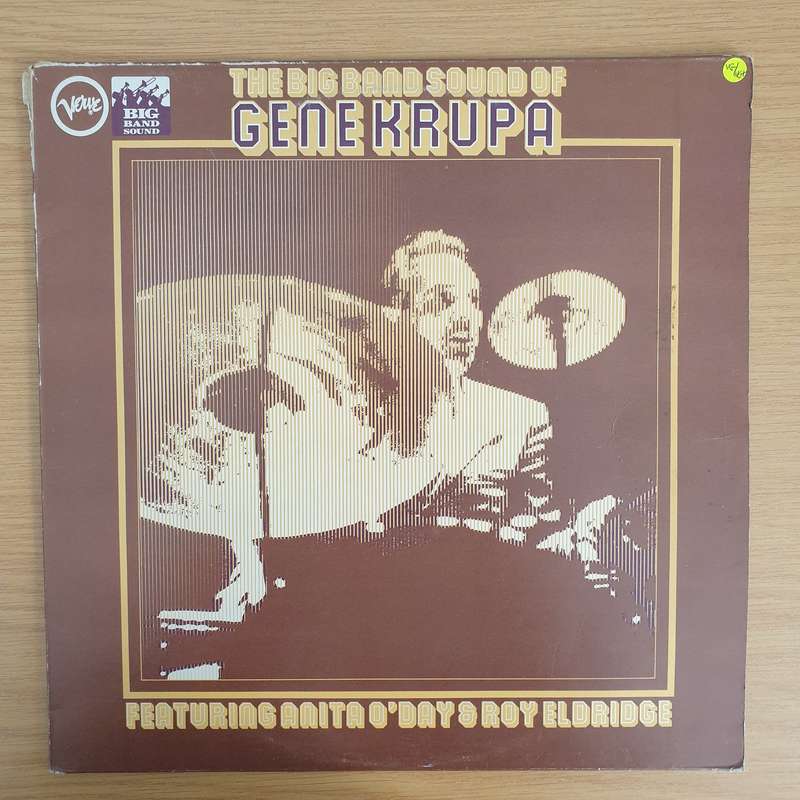 Verve
BIG
BAND
SOUND
THE BIG BAND SOUND OF
GENE KRUPA
FEATURING ANITA O'DAY & ROY ELDRIDGE